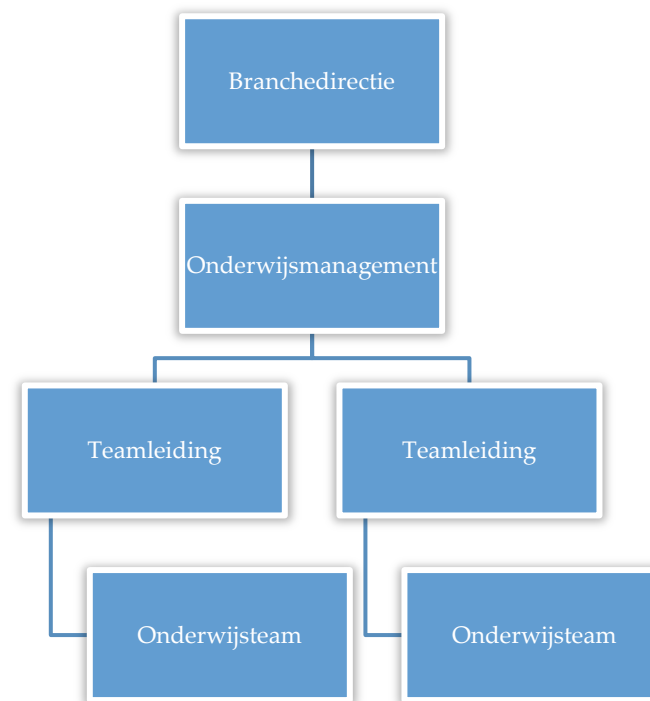 Branchedirectie
Onderwijsmanagement
Teamleiding
Teamleiding
Onderwijsteam
Onderwijsteam